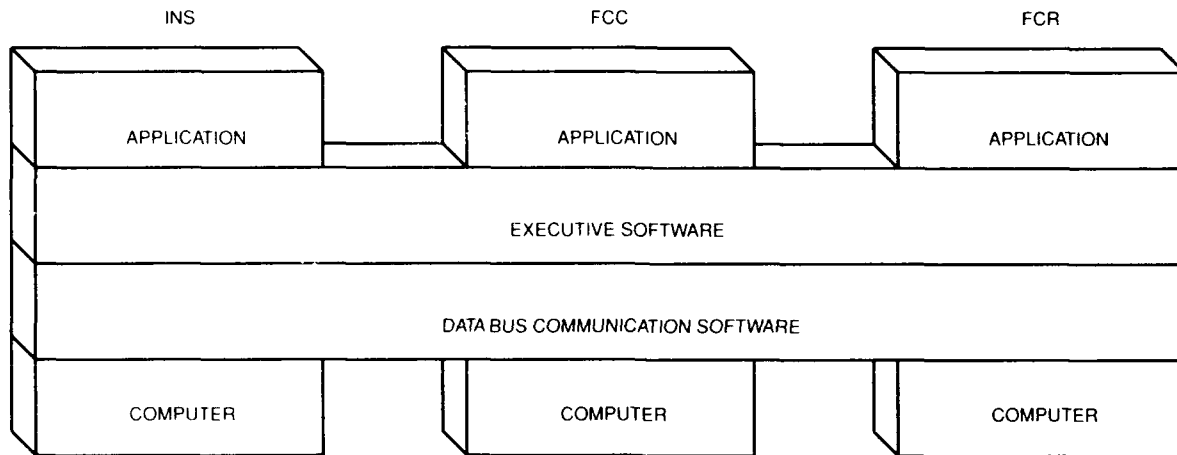 INS FCC FCR
APPLICATION APPLICATION APPLICATION
EXECUTIVE SOFTWARE
DATA BUS COMMUNICATION SOFTWARE
COMPUTER COMPUTER COMPUTER